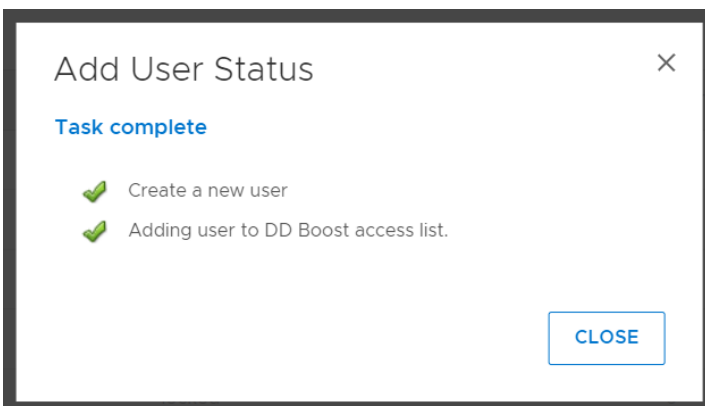 Add User Status
Task complete
Create a new user
Adding user to DD Boost access list.
CLOSE